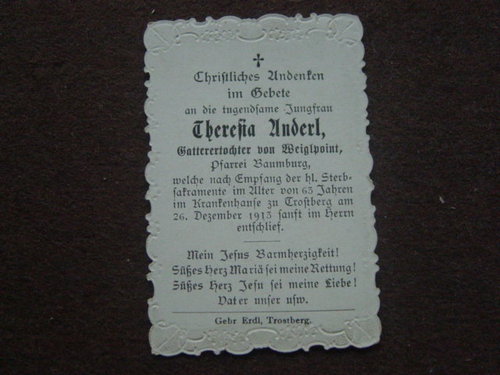 ✝
Christliches Andenken
im Gebete
an die tugendsame Jungfrau
Theresia Anderl,
Gatterertochter von Weiglpoint,
Pfarrei Baumburg,
welche nach Empfang der hl. Sterb-
sakramente im Alter von 63 Jahren
im Krankenhause zu Trostberg am
26. Dezember 1913 sanft im Herrn
entschlief.
Mein Jesus Barmherzigkeit!
Süßes Herz Mariä sei meine Rettung!
Süßes Herz Jesu sei meine Liebe!
Vater unser usw.
Gebr Erdl, Trostberg.